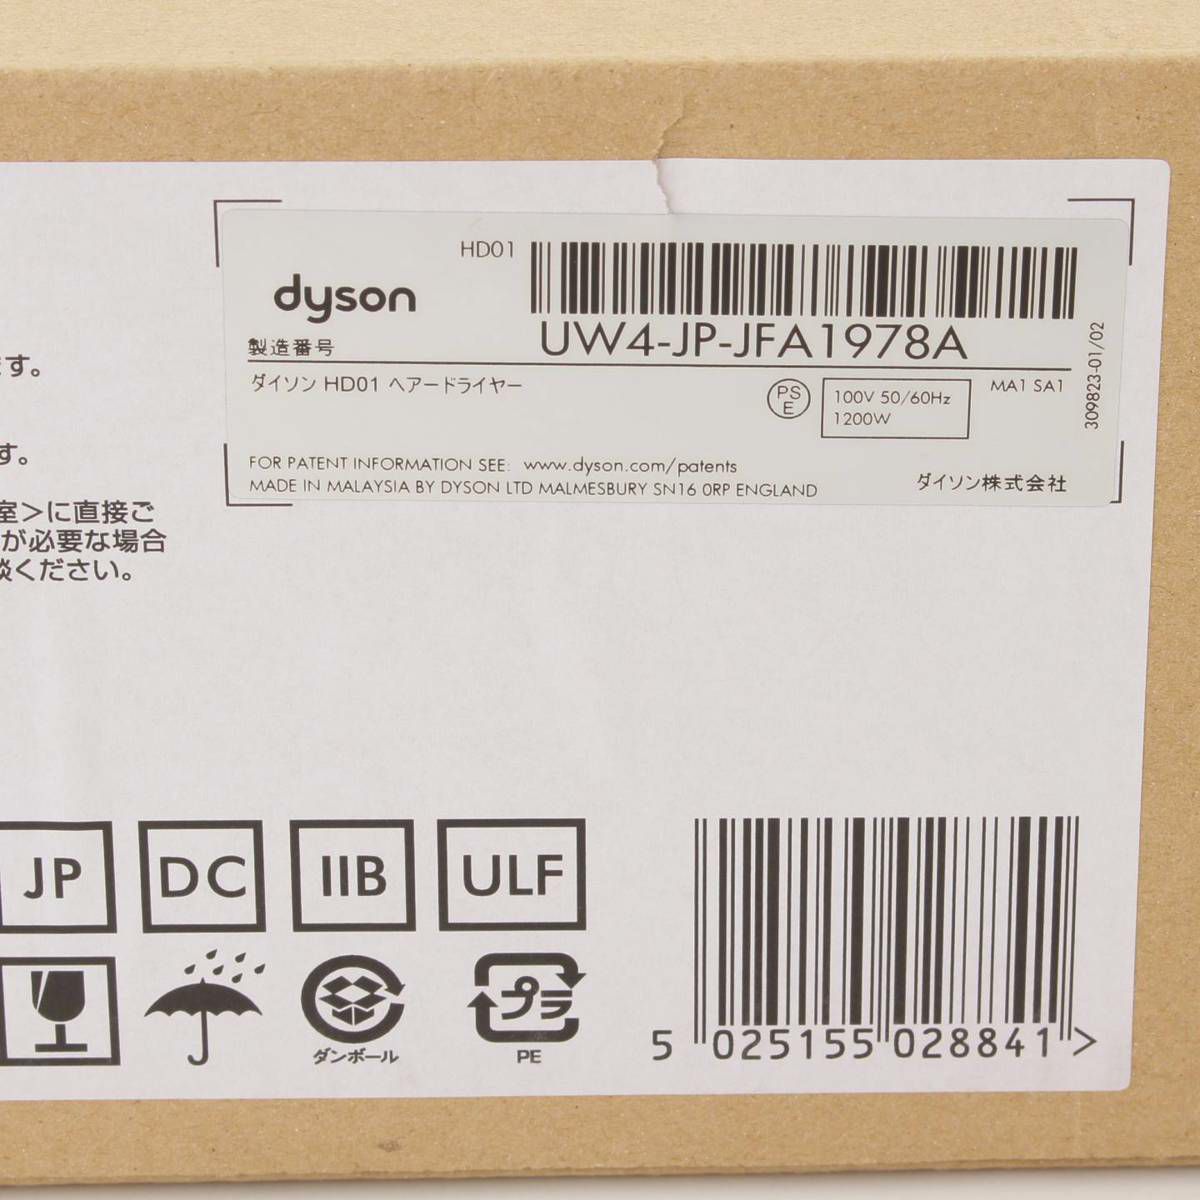 HD01
dyson
UW4-JP-JFA1978A
製造番号
ダイソン HD01 ヘアードライヤー
PS
E
100V 50/60Hz
1200W
MA1 SA1
309823-01/02
FOR PATENT INFORMATION SEE: www.dyson.com/patents
MADE IN MALAYSIA BY DYSON LTD MALMESBURY SN16 0RP ENGLAND
ダイソン株式会社
ます。
す。
室>に直接ご
が必要な場合
談ください。
JP
DC
IIB
ULF
ダンボール
プラ
PE
5 025155 028841 >